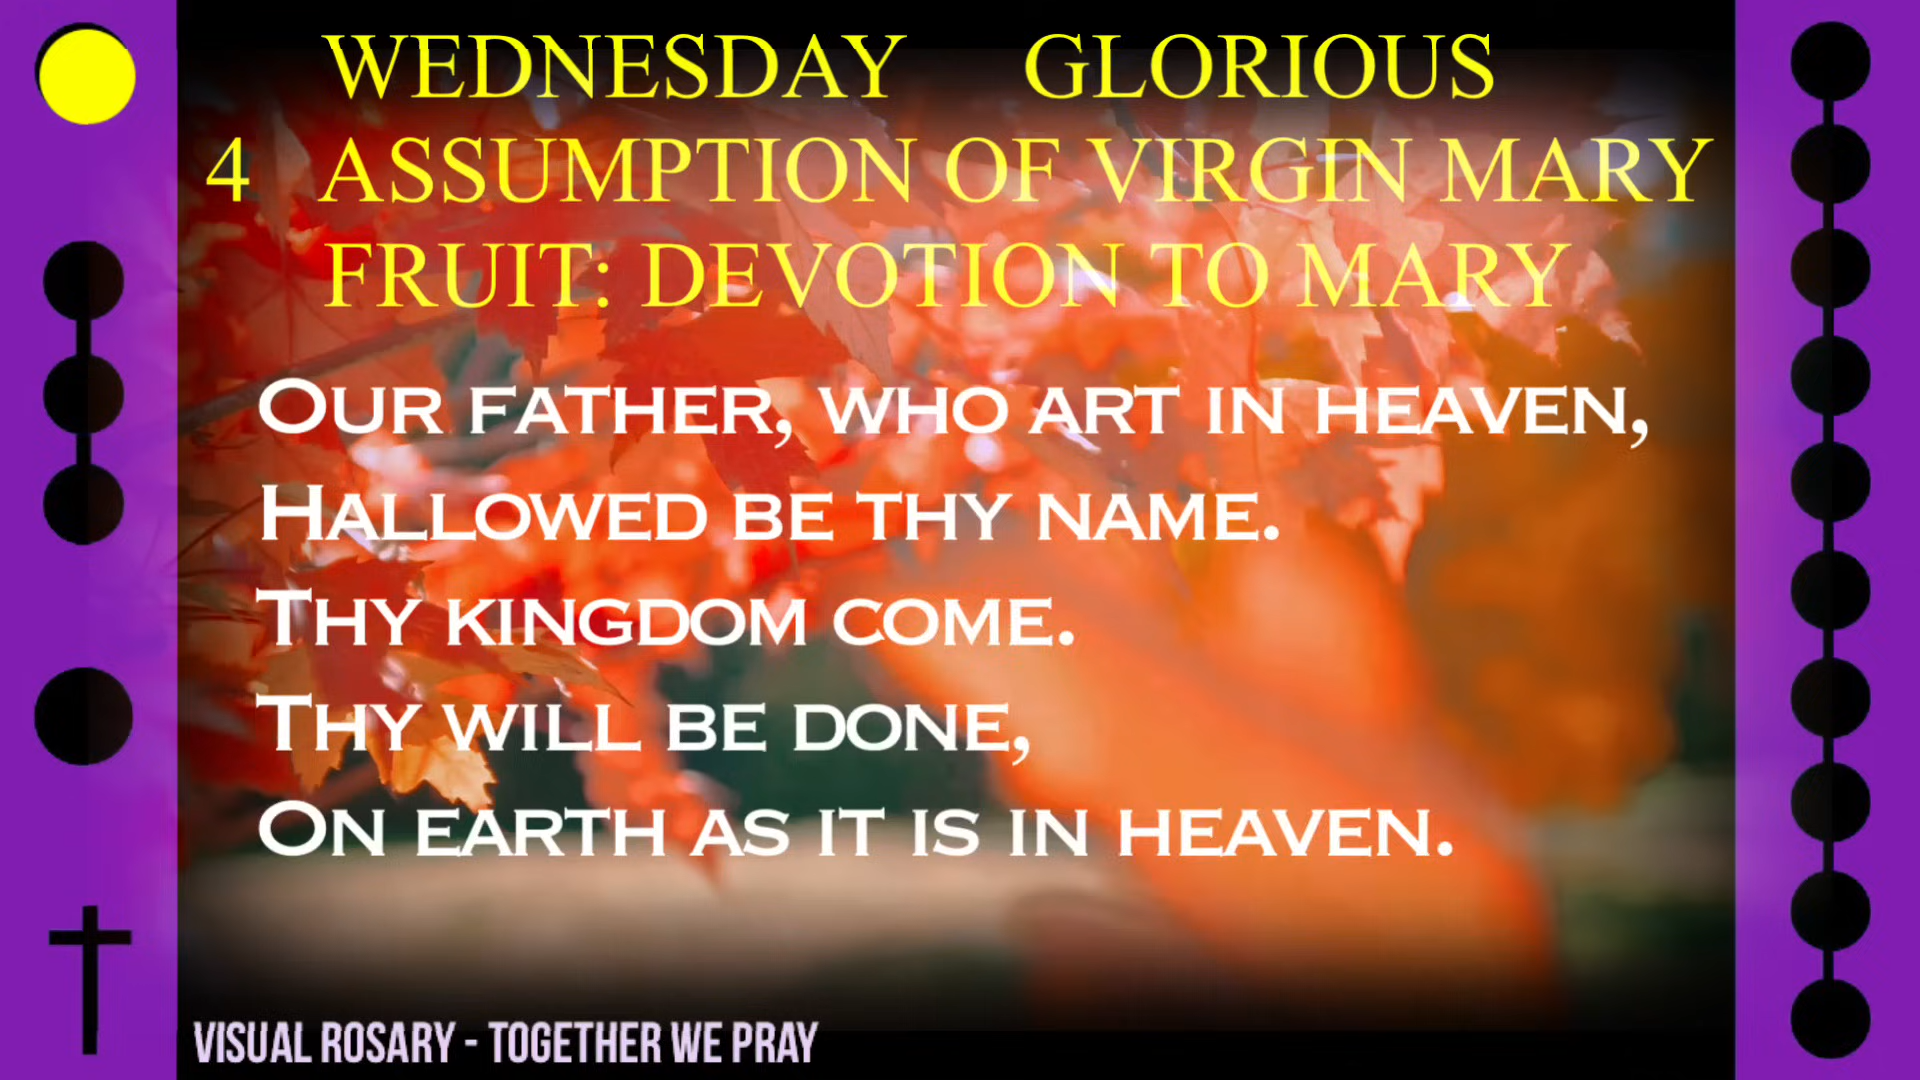 WEDNESDAY GLORIOUS
4 ASSUMPTION OF VIRGIN MARY
FRUIT: DEVOTION TO MARY
OUR FATHER, WHO ART IN HEAVEN,
HALLOWED BE THY NAME.
THY KINGDOM COME.
THY WILL BE DONE,
ON EARTH AS IT IS IN HEAVEN.
VISUAL ROSARY - TOGETHER WE PRAY